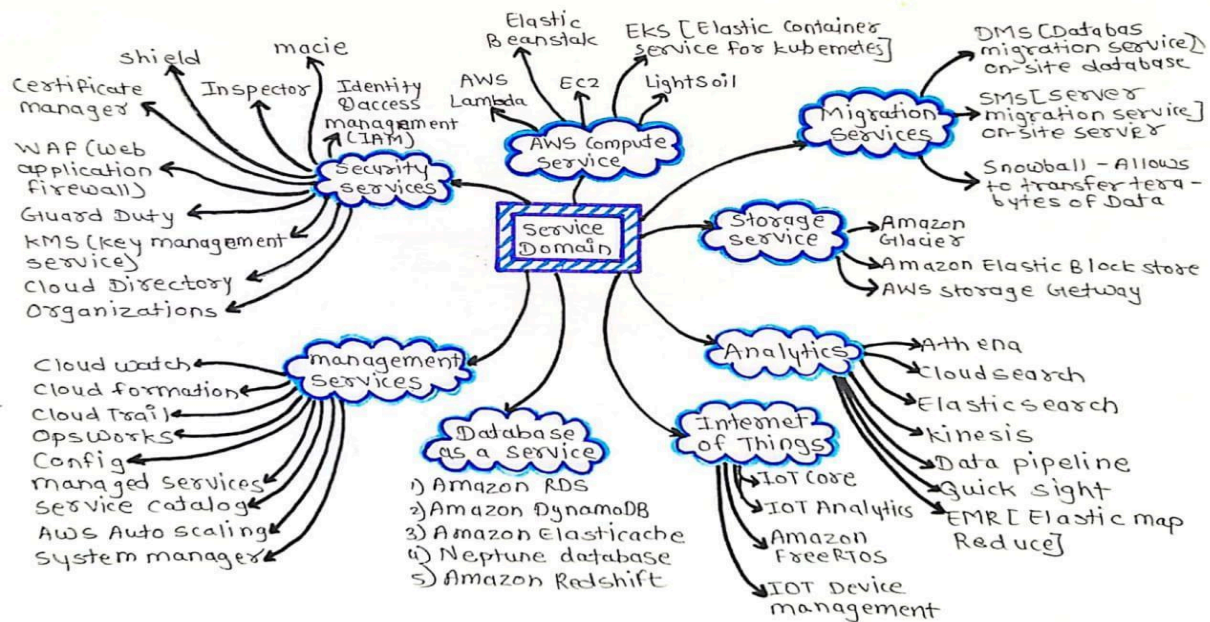 Service
Domain
Security
services
macie
shield
Certificate
manager
Inspector
Identity
& access
management
(IAM)
WAF (Web
application
firewall)
Guard Duty
KMS (Key management
service)
Cloud Directory
Organizations
AWS Compute
Service
Elastic
Beanstak
EKS [Elastic Container
service for kubernetes]
AWS
Lambda
EC2
LightSoil
Migration
Services
DMS [Databas
migration service]
on-site database
SMS [Server
migration service]
on-site server
Snowball - Allows
to transfer tera-
bytes of Data
Storage
service
Amazon
Glacier
Amazon Elastic Block store
AWS storage Getway
Analytics
Athena
Cloudsearch
Elasticsearch
Kinesis
Data pipeline
Quick sight
EMR [Elastic map
Reduce]
Internet
of Things
IoT Core
IOT Analytics
Amazon
FreeRTOS
IOT Device
management
Database
as a service
1) Amazon RDS
2) Amazon DynamoDB
3) Amazon Elasticache
4) Neptune database
5) Amazon Redshift
management
Services
Cloud watch
Cloud formation
Cloud Trail
OpsWorks
Config
managed services
Service catalog
AWS Auto scaling
System manager